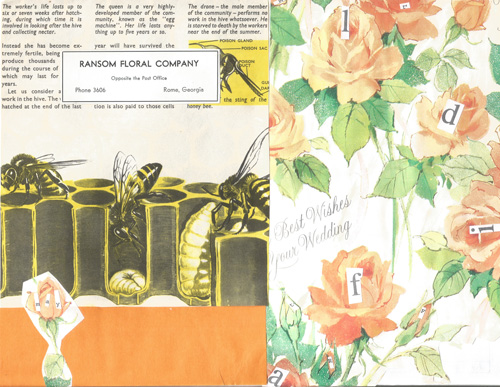 The worker's life lasts up to
six or seven weeks after hatch-
ing, during which time it is
involved in looking after the hive
and collecting nectar.
The queen is a very highly-
developed member of the com-
munity, known as the "egg
machine". Her life lasts any-
thing up to five years or so.
The drone – the male member
of the community – performs no
work in the hive whatsoever. He
is starved to death by the workers
near the end of the summer.
Instead she has become ex-
tremely fertile, being
produce thousands
during the course of
which may last for
years.
Let us consider a
work in the hive. The
hatched at the end of the last
year will have survived the
tion is also paid to those cells
POISON GLAND
POISON SAC
POISON
DUCT
the sting of the
honey bee.
RANSOM FLORAL COMPANY
Opposite the Post Office
Phone 3606
Rome, Georgia
l
e
d
Best Wishes
your Wedding
i
f
r
a